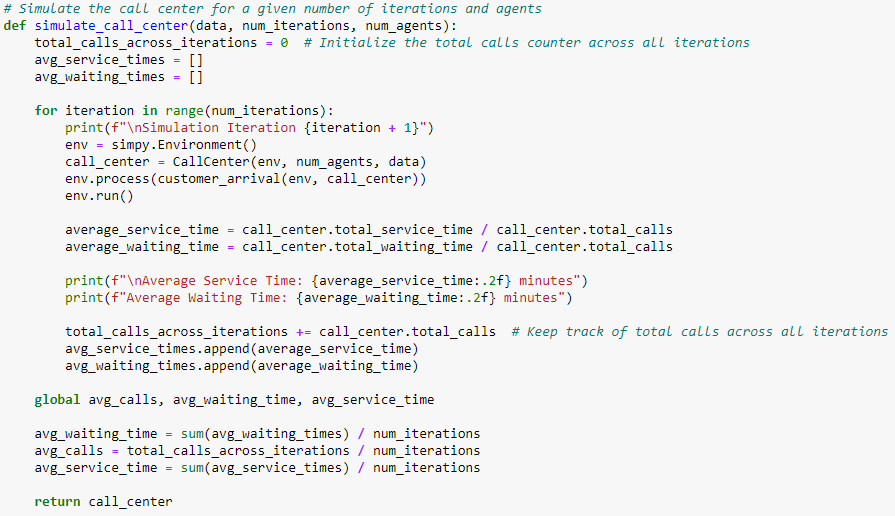 # Simulate the call center for a given number of iterations and agents
def simulate_call_center(data, num_iterations, num_agents):
    total_calls_across_iterations = 0  # Initialize the total calls counter across all iterations
    avg_service_times = []
    avg_waiting_times = []

    for iteration in range(num_iterations):
        print(f"\nSimulation Iteration {iteration + 1}")
        env = simpy.Environment()
        call_center = CallCenter(env, num_agents, data)
        env.process(customer_arrival(env, call_center))
        env.run()

        average_service_time = call_center.total_service_time / call_center.total_calls
        average_waiting_time = call_center.total_waiting_time / call_center.total_calls

        print(f"\nAverage Service Time: {average_service_time:.2f} minutes")
        print(f"Average Waiting Time: {average_waiting_time:.2f} minutes")

        total_calls_across_iterations += call_center.total_calls  # Keep track of total calls across all iterations
        avg_service_times.append(average_service_time)
        avg_waiting_times.append(average_waiting_time)

    global avg_calls, avg_waiting_time, avg_service_time

    avg_waiting_time = sum(avg_waiting_times) / num_iterations
    avg_calls = total_calls_across_iterations / num_iterations
    avg_service_time = sum(avg_service_times) / num_iterations

    return call_center